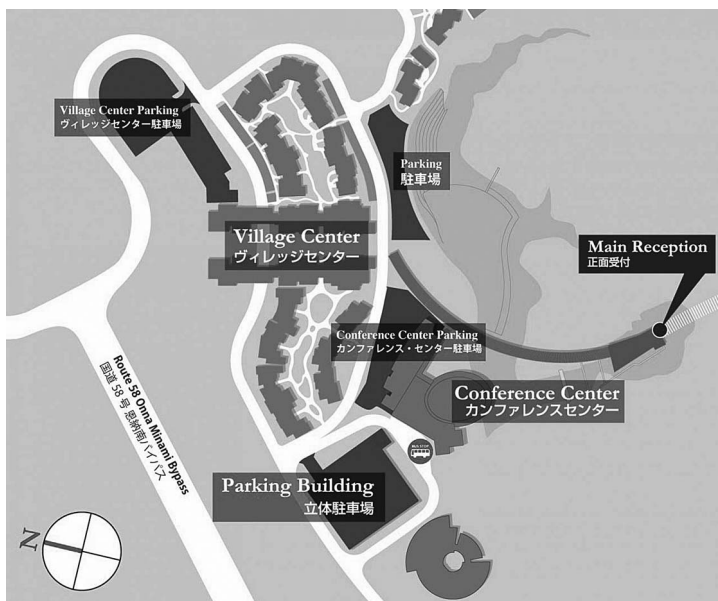 Village Center Parking
ヴィレッジセンター駐車場
Parking
駐車場
Village Center
ヴィレッジセンター
Main Reception
正面受付
Conference Center Parking
カンファレンス・センター駐車場
Conference Center
カンファレンスセンター
Route 58 Onna Minami Bypass
国道 58 号 恩納南バイパス
BUS STOP
Parking Building
立体駐車場
N